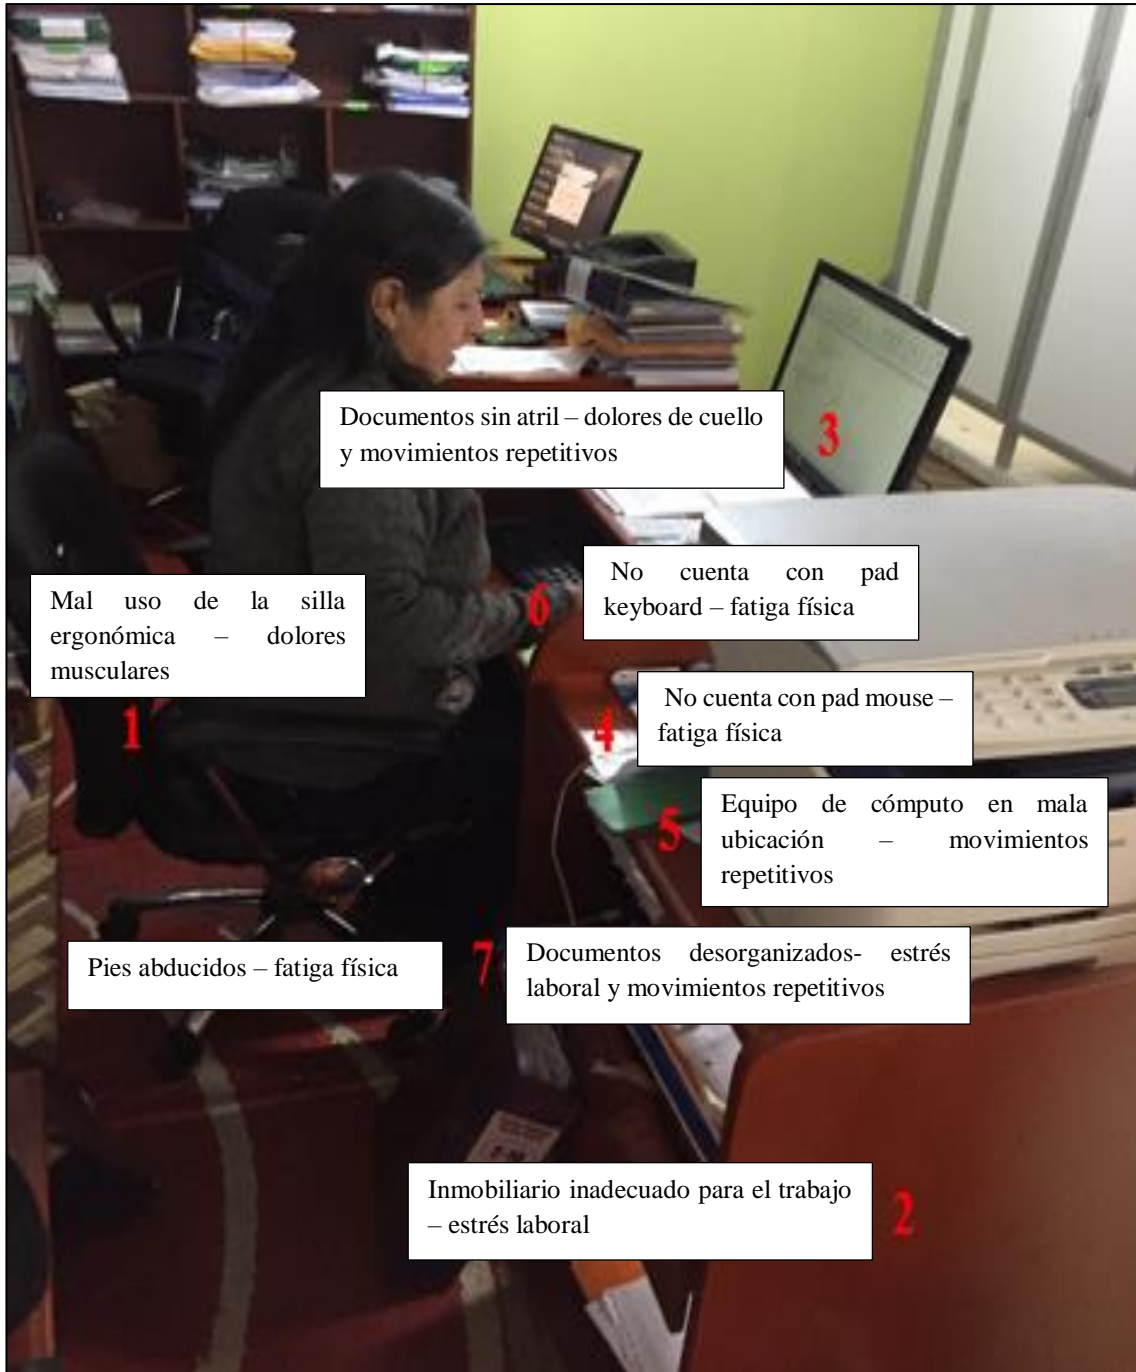 Documentos sin atril – dolores de cuello
y movimientos repetitivos
3
No cuenta con pad
keyboard – fatiga física
6
Mal uso de la silla
ergonómica – dolores
musculares
1
No cuenta con pad mouse –
fatiga física
4
Equipo de cómputo en mala
ubicación – movimientos
repetitivos
5
Pies abducidos – fatiga física
7
Documentos desorganizados- estrés
laboral y movimientos repetitivos
Inmobiliario inadecuado para el trabajo
– estrés laboral
2